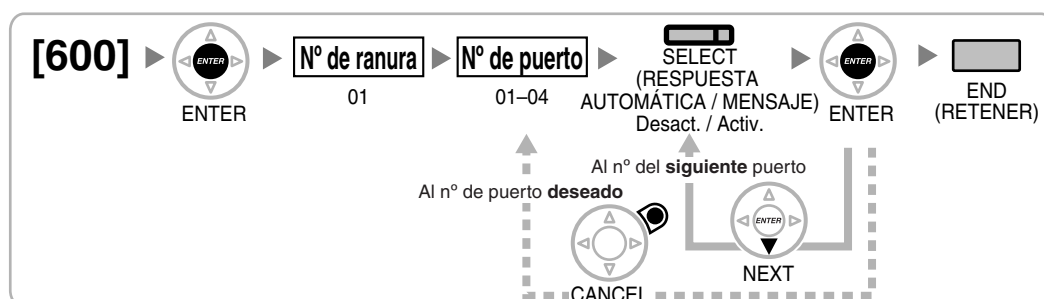 [600]
ENTER
ENTER
Nº de ranura
01
Nº de puerto
01–04
SELECT
(RESPUESTA
AUTOMÁTICA / MENSAJE)
Desact. / Activ.
ENTER
ENTER
END
(RETENER)
Al nº del siguiente puerto
Al nº de puerto deseado
ENTER
NEXT
CANCEL